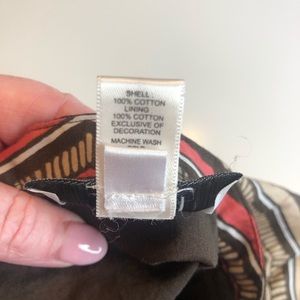 SHELL :
100% COTTON
LINING
100% COTTON
EXCLUSIVE OF
DECORATION
MACHINE WASH